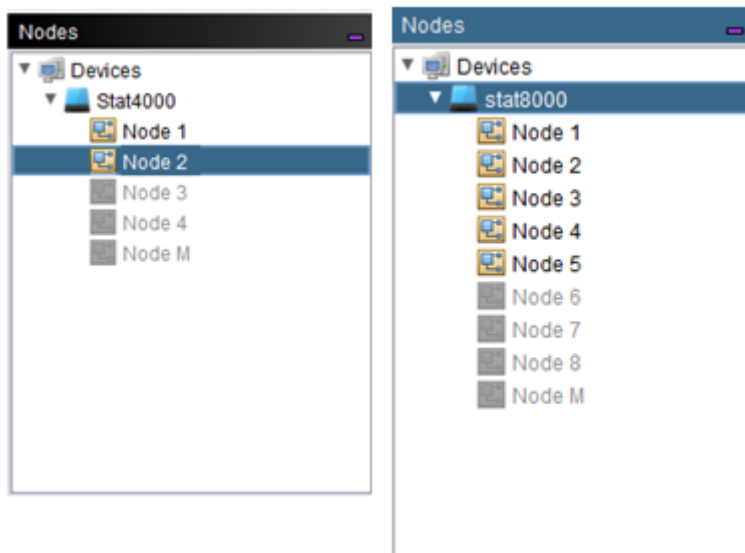 Nodes
Devices
Stat4000
Node 1
Node 2
Node 3
Node 4
Node M
Nodes
Devices
stat8000
Node 1
Node 2
Node 3
Node 4
Node 5
Node 6
Node 7
Node 8
Node M